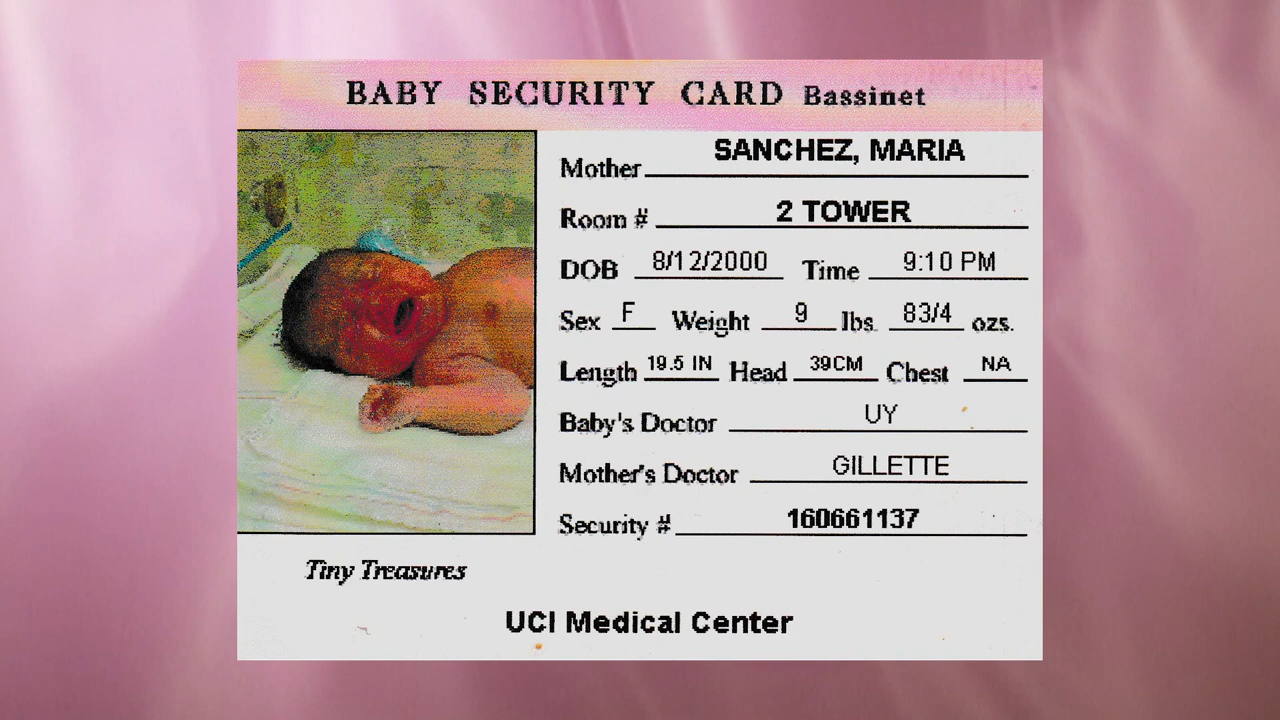 BABY SECURITY CARD Bassinet
Mother SANCHEZ, MARIA
Room # 2 TOWER
DOB 8/12/2000 Time 9:10 PM
Sex F Weight 9 lbs 83/4 ozs.
Length 19.5 IN Head 39CM Chest NA
Baby's Doctor UY
Mother's Doctor GILLETTE
Security # 160661137
Tiny Treasures
UCI Medical Center